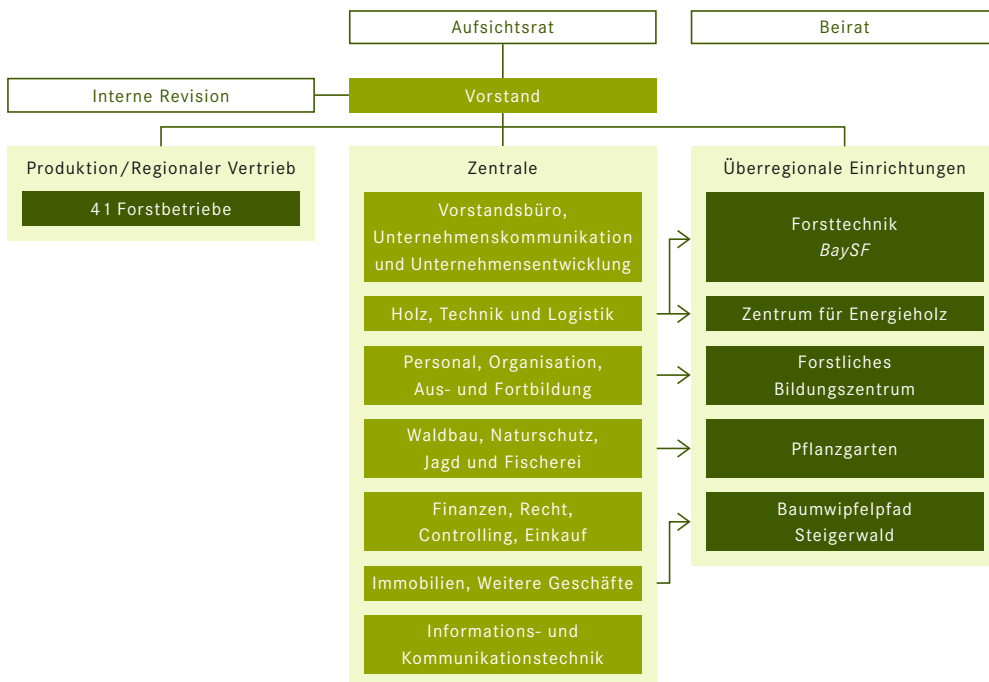 Aufsichtsrat
Beirat
Interne Revision
Vorstand
Produktion/Regionaler Vertrieb
41 Forstbetriebe
Zentrale
Vorstandsbüro,
Unternehmenskommunikation
und Unternehmensentwicklung
Holz, Technik und Logistik
Personal, Organisation,
Aus- und Fortbildung
Waldbau, Naturschutz,
Jagd und Fischerei
Finanzen, Recht,
Controlling, Einkauf
Immobilien, Weitere Geschäfte
Informations- und
Kommunikationstechnik
Überregionale Einrichtungen
Forsttechnik
BaySF
Zentrum für Energieholz
Forstliches
Bildungszentrum
Pflanzgarten
Baumwipfelpfad
Steigerwald